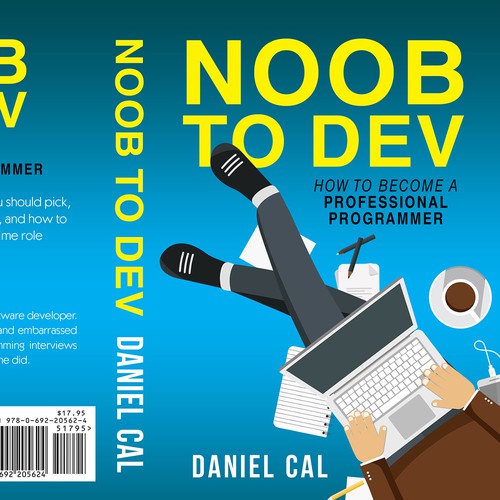 B
V
MMER
u should pick,
, and how to
me role
ware developer.
and embarrassed
mming interviews
he did.
$17.95
978-0-692-20562-4
51795>
692205624
NOOB TO DEV DANIEL CAL
NOOB
TO DEV
HOW TO BECOME A
PROFESSIONAL
PROGRAMMER
DANIEL CAL